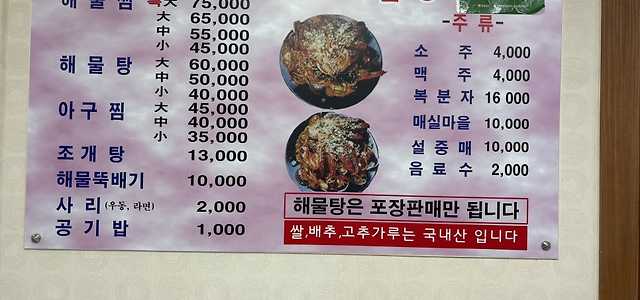 해물찜 특大 75,000
大 65,000
中 55,000
小 45,000
해물탕 大 60,000
中 50,000
小 40,000
아구찜 大 45,000
中 40,000
小 35,000
조개탕 13,000
해물뚝배기 10,000
사리(우동, 라면) 2,000
공기밥 1,000
-주류-
소주 4,000
맥주 4,000
복분자 16 000
매실마을 10,000
설중매 10,000
음료수 2,000
해물탕은 포장판매만 됩니다
쌀,배추,고추가루는 국내산 입니다